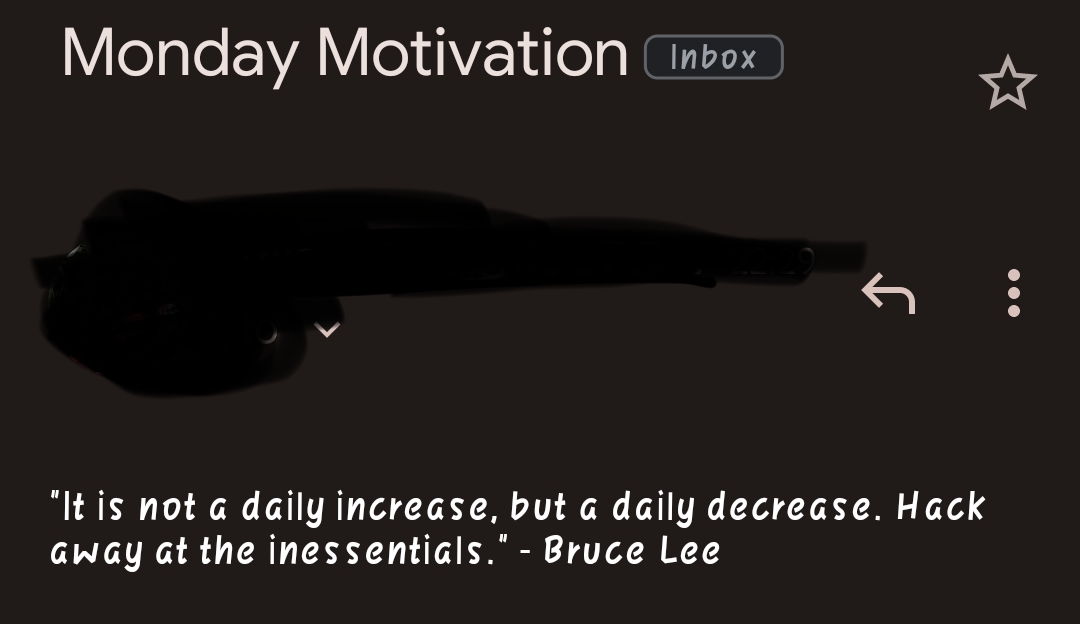 Monday Motivation Inbox
"It is not a daily increase, but a daily decrease. Hack
away at the inessentials." - Bruce Lee